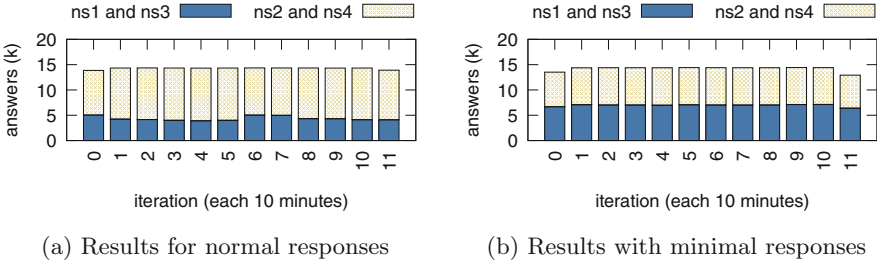 ns1 and ns3 ns2 and ns4
answers (k)
20
15
10
5
0
0 1 2 3 4 5 6 7 8 9 10 11
iteration (each 10 minutes)
(a) Results for normal responses
ns1 and ns3 ns2 and ns4
answers (k)
20
15
10
5
0
0 1 2 3 4 5 6 7 8 9 10 11
iteration (each 10 minutes)
(b) Results with minimal responses